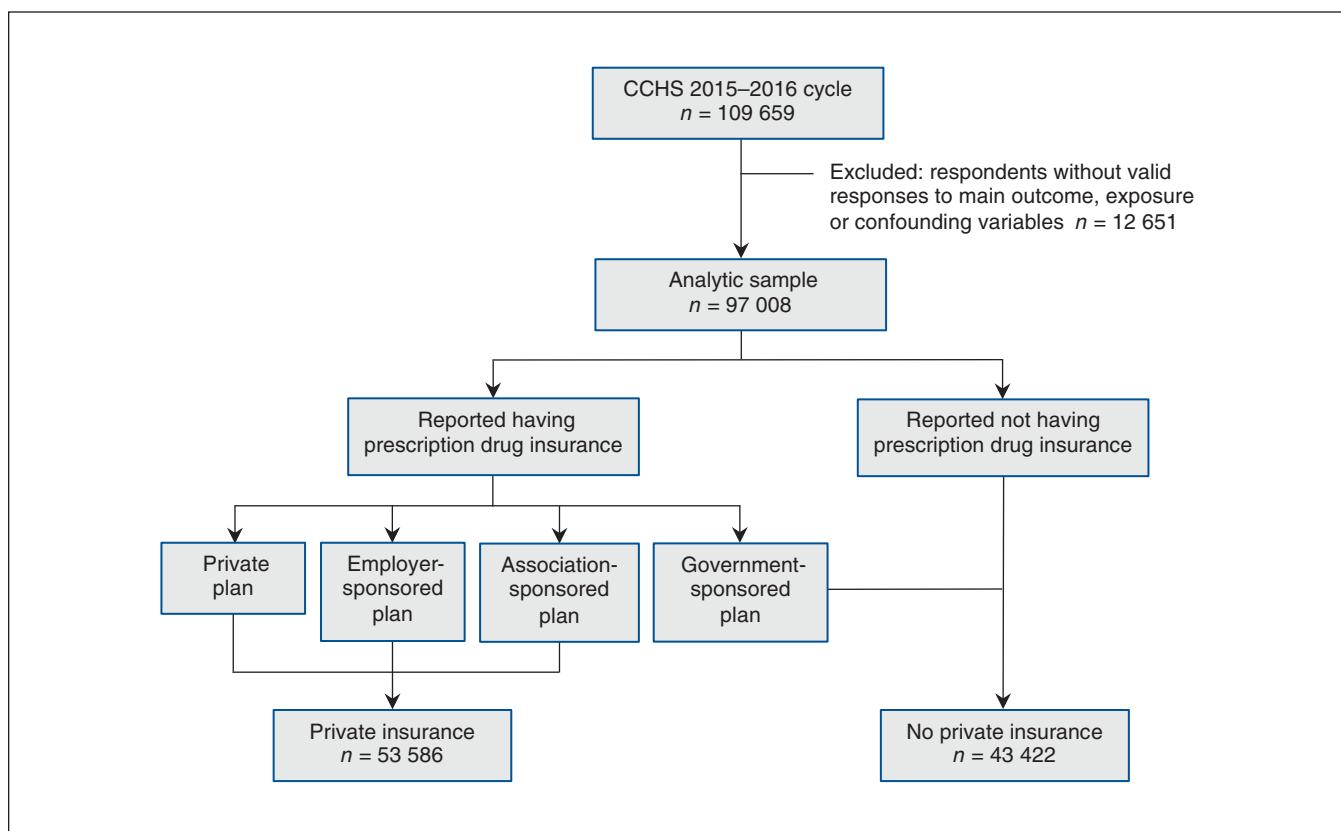 CCHS 2015–2016 cycle
n = 109 659
Excluded: respondents without valid
responses to main outcome, exposure
or confounding variables n = 12 651
Analytic sample
n = 97 008
Reported having
prescription drug insurance
Reported not having
prescription drug insurance
Private
plan
Employer-
sponsored
plan
Association-
sponsored
plan
Government-
sponsored
plan
Private insurance
n = 53 586
No private insurance
n = 43 422